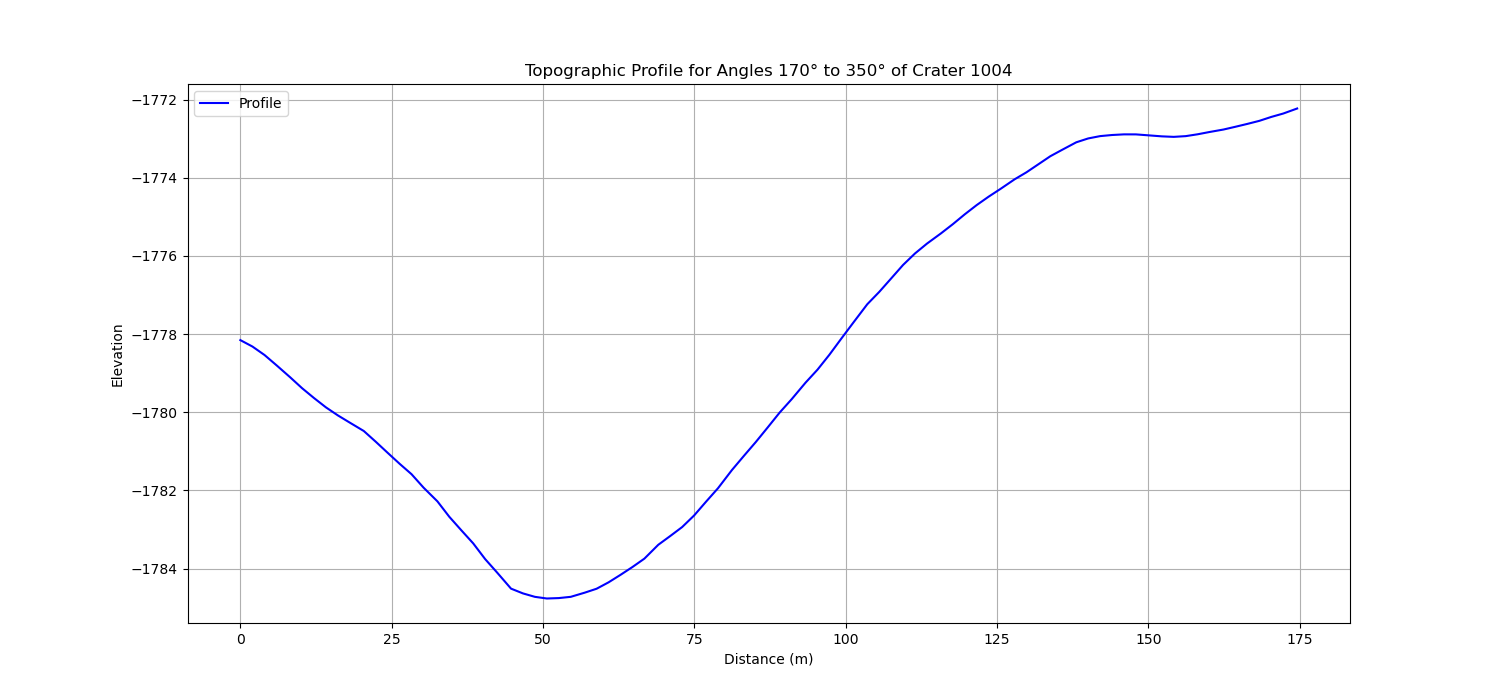 Topographic Profile for Angles 170° to 350° of Crater 1004
Profile
−1772
−1774
−1776
−1778
−1780
−1782
−1784
Elevation
0 25 50 75 100 125 150 175
Distance (m)